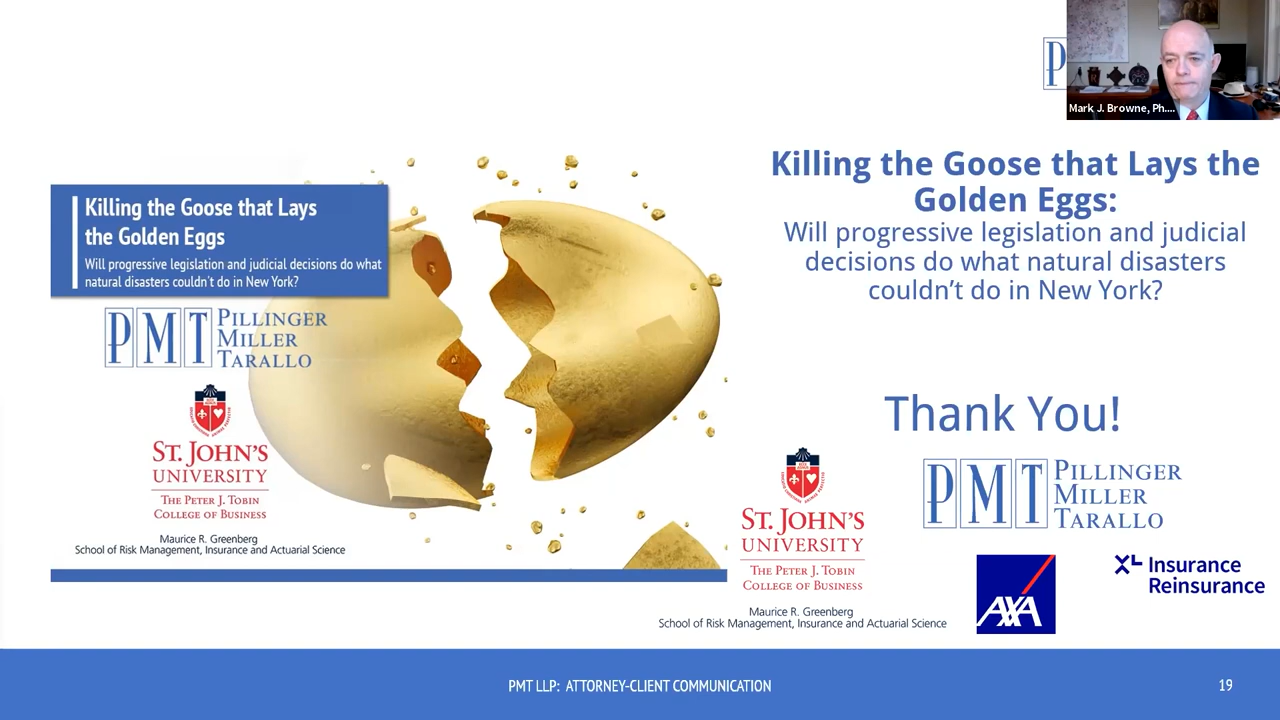 P
Mark J. Browne, Ph....
Killing the Goose that Lays the
Golden Eggs:
Will progressive legislation and judicial
decisions do what natural disasters
couldn't do in New York?
Killing the Goose that Lays
the Golden Eggs
Will progressive legislation and judicial decisions do what
natural disasters couldn't do in New York?
PMT PILLINGER
MILLER
TARALLO
ST. JOHN'S
UNIVERSITY
THE PETER J. TOBIN
COLLEGE OF BUSINESS
Maurice R. Greenberg
School of Risk Management, Insurance and Actuarial Science
Thank You!
ST. JOHN'S
UNIVERSITY
THE PETER J. TOBIN
COLLEGE OF BUSINESS
Maurice R. Greenberg
School of Risk Management, Insurance and Actuarial Science
PMT PILLINGER
MILLER
TARALLO
AXA
XL Insurance
Reinsurance
PMT LLP: ATTORNEY-CLIENT COMMUNICATION
19